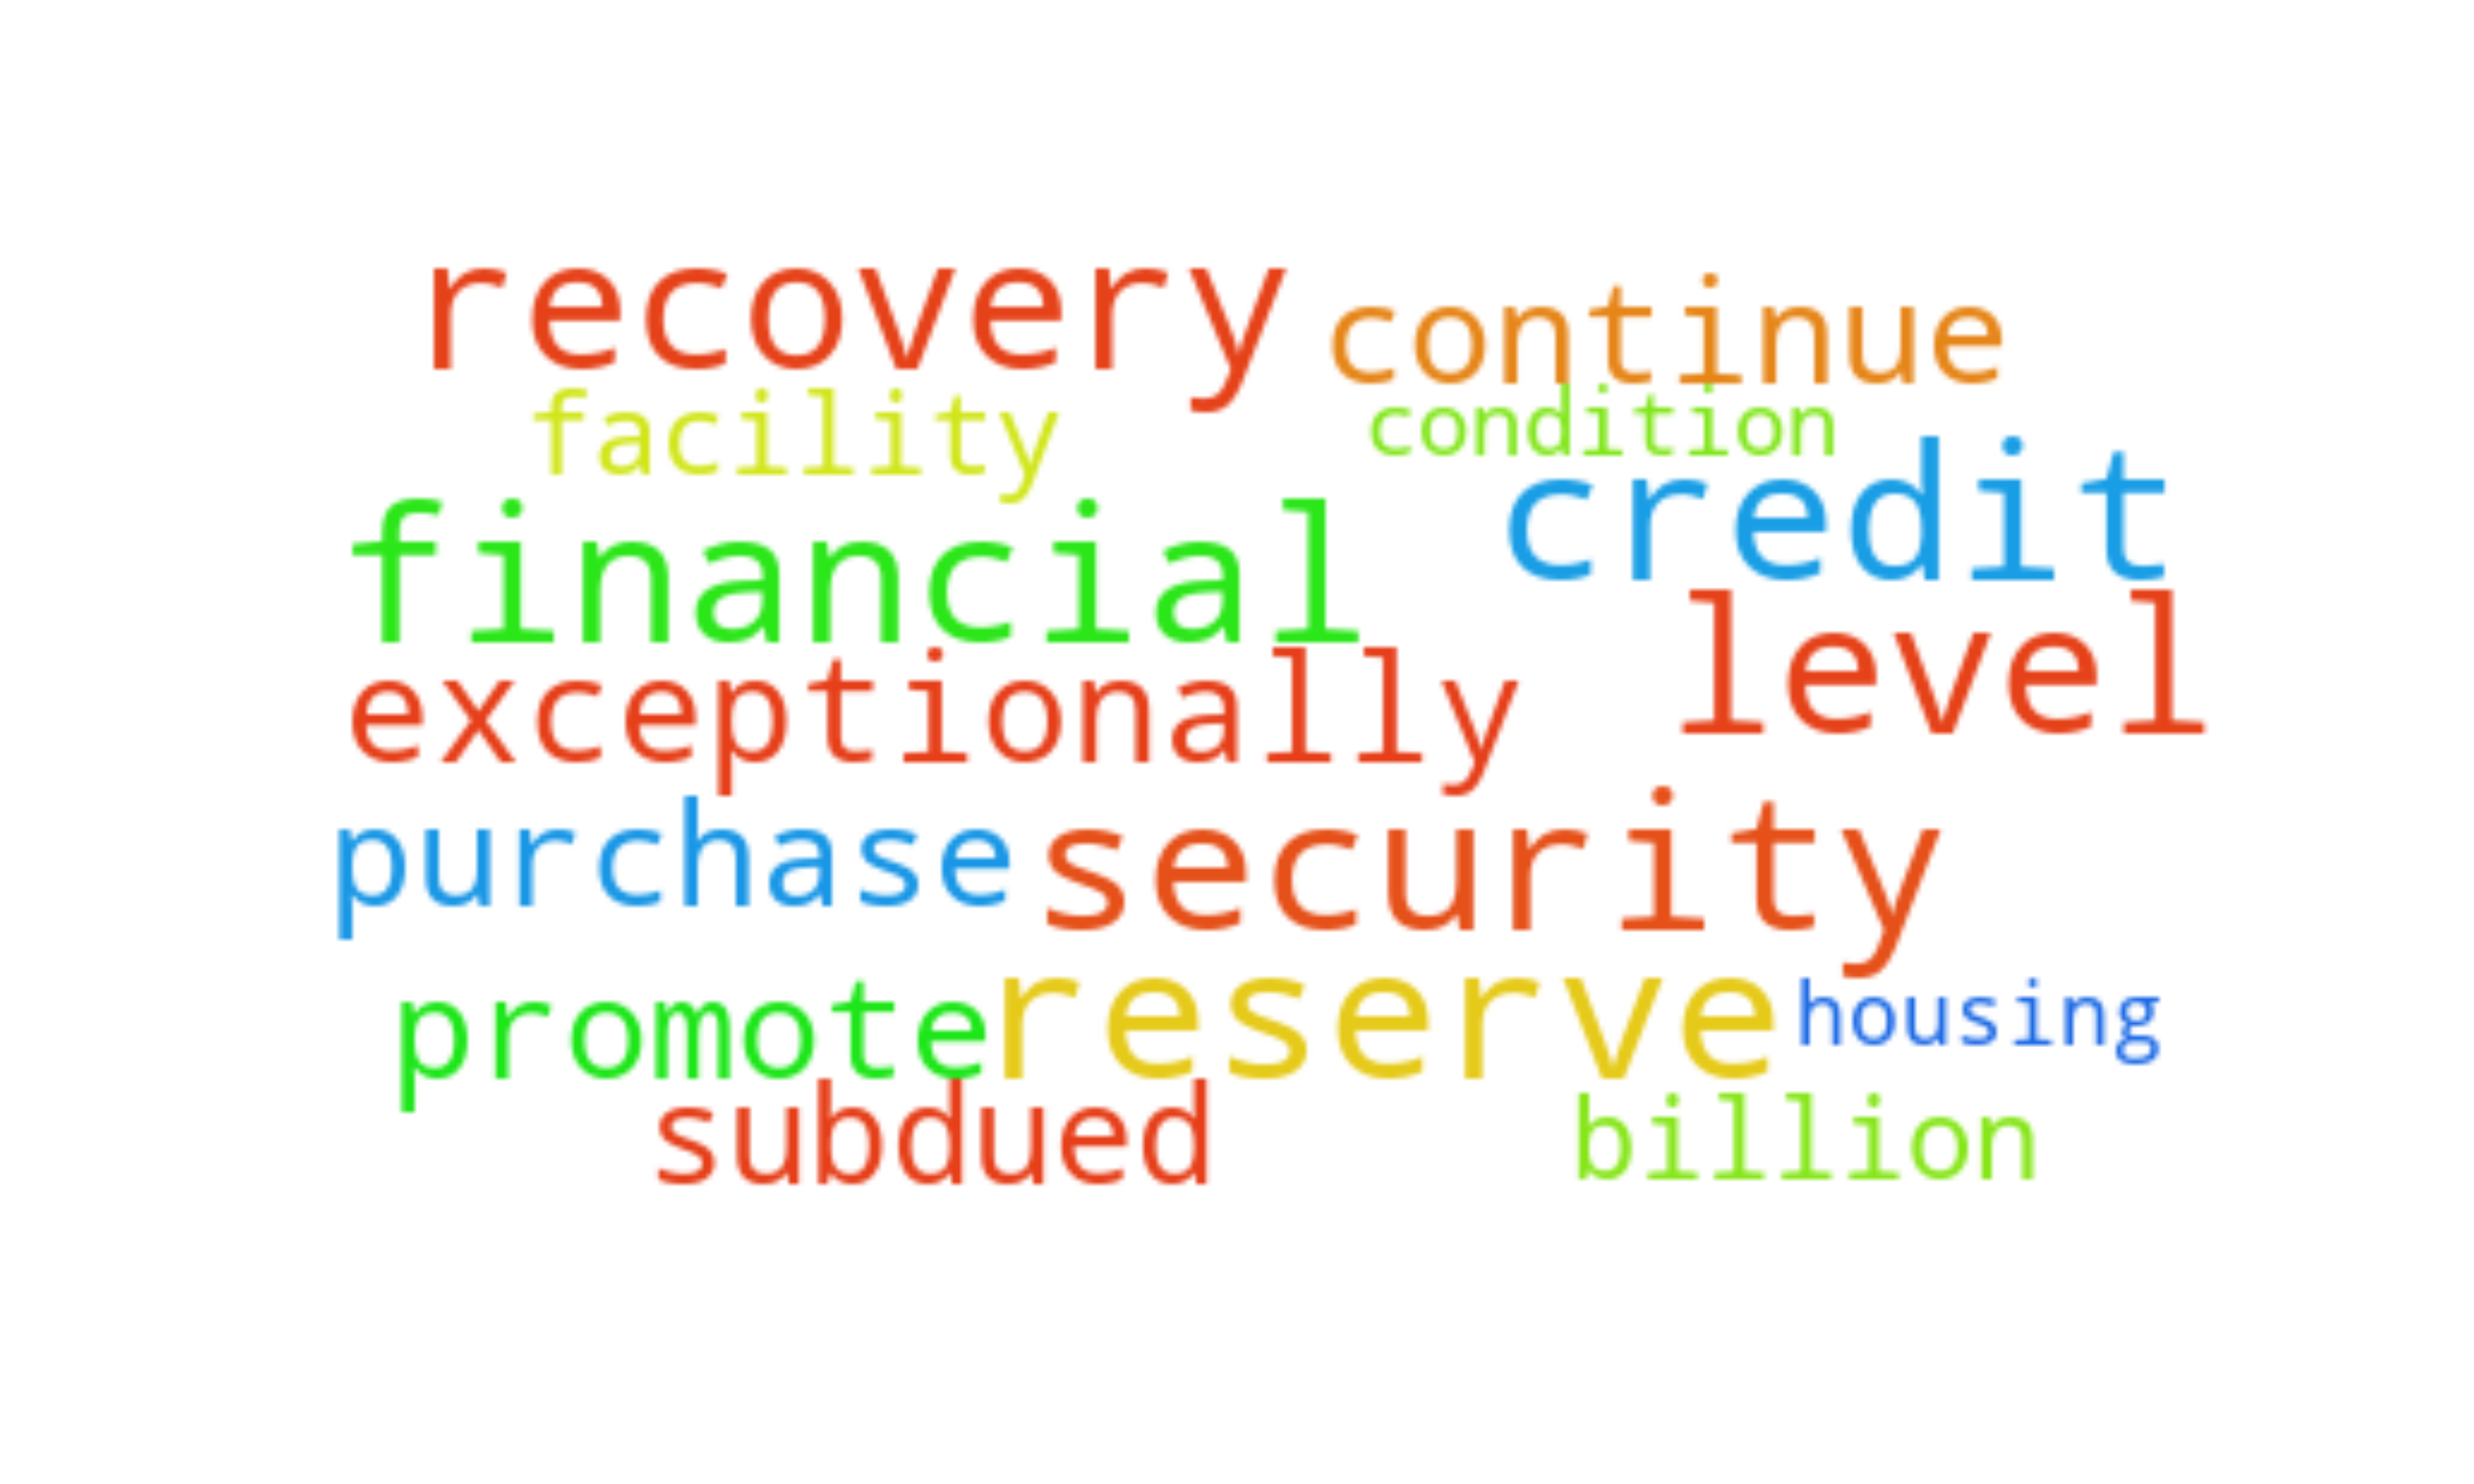 recovery continue
facility condition
financial credit
exceptionally level
purchase security
promote reserve housing
subdued billion